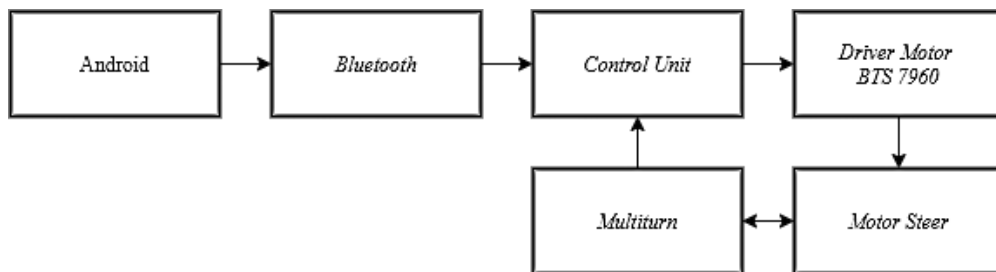 Android
Bluetooth
Control Unit
Driver Motor
BTS 7960
Multiturn
Motor Steer